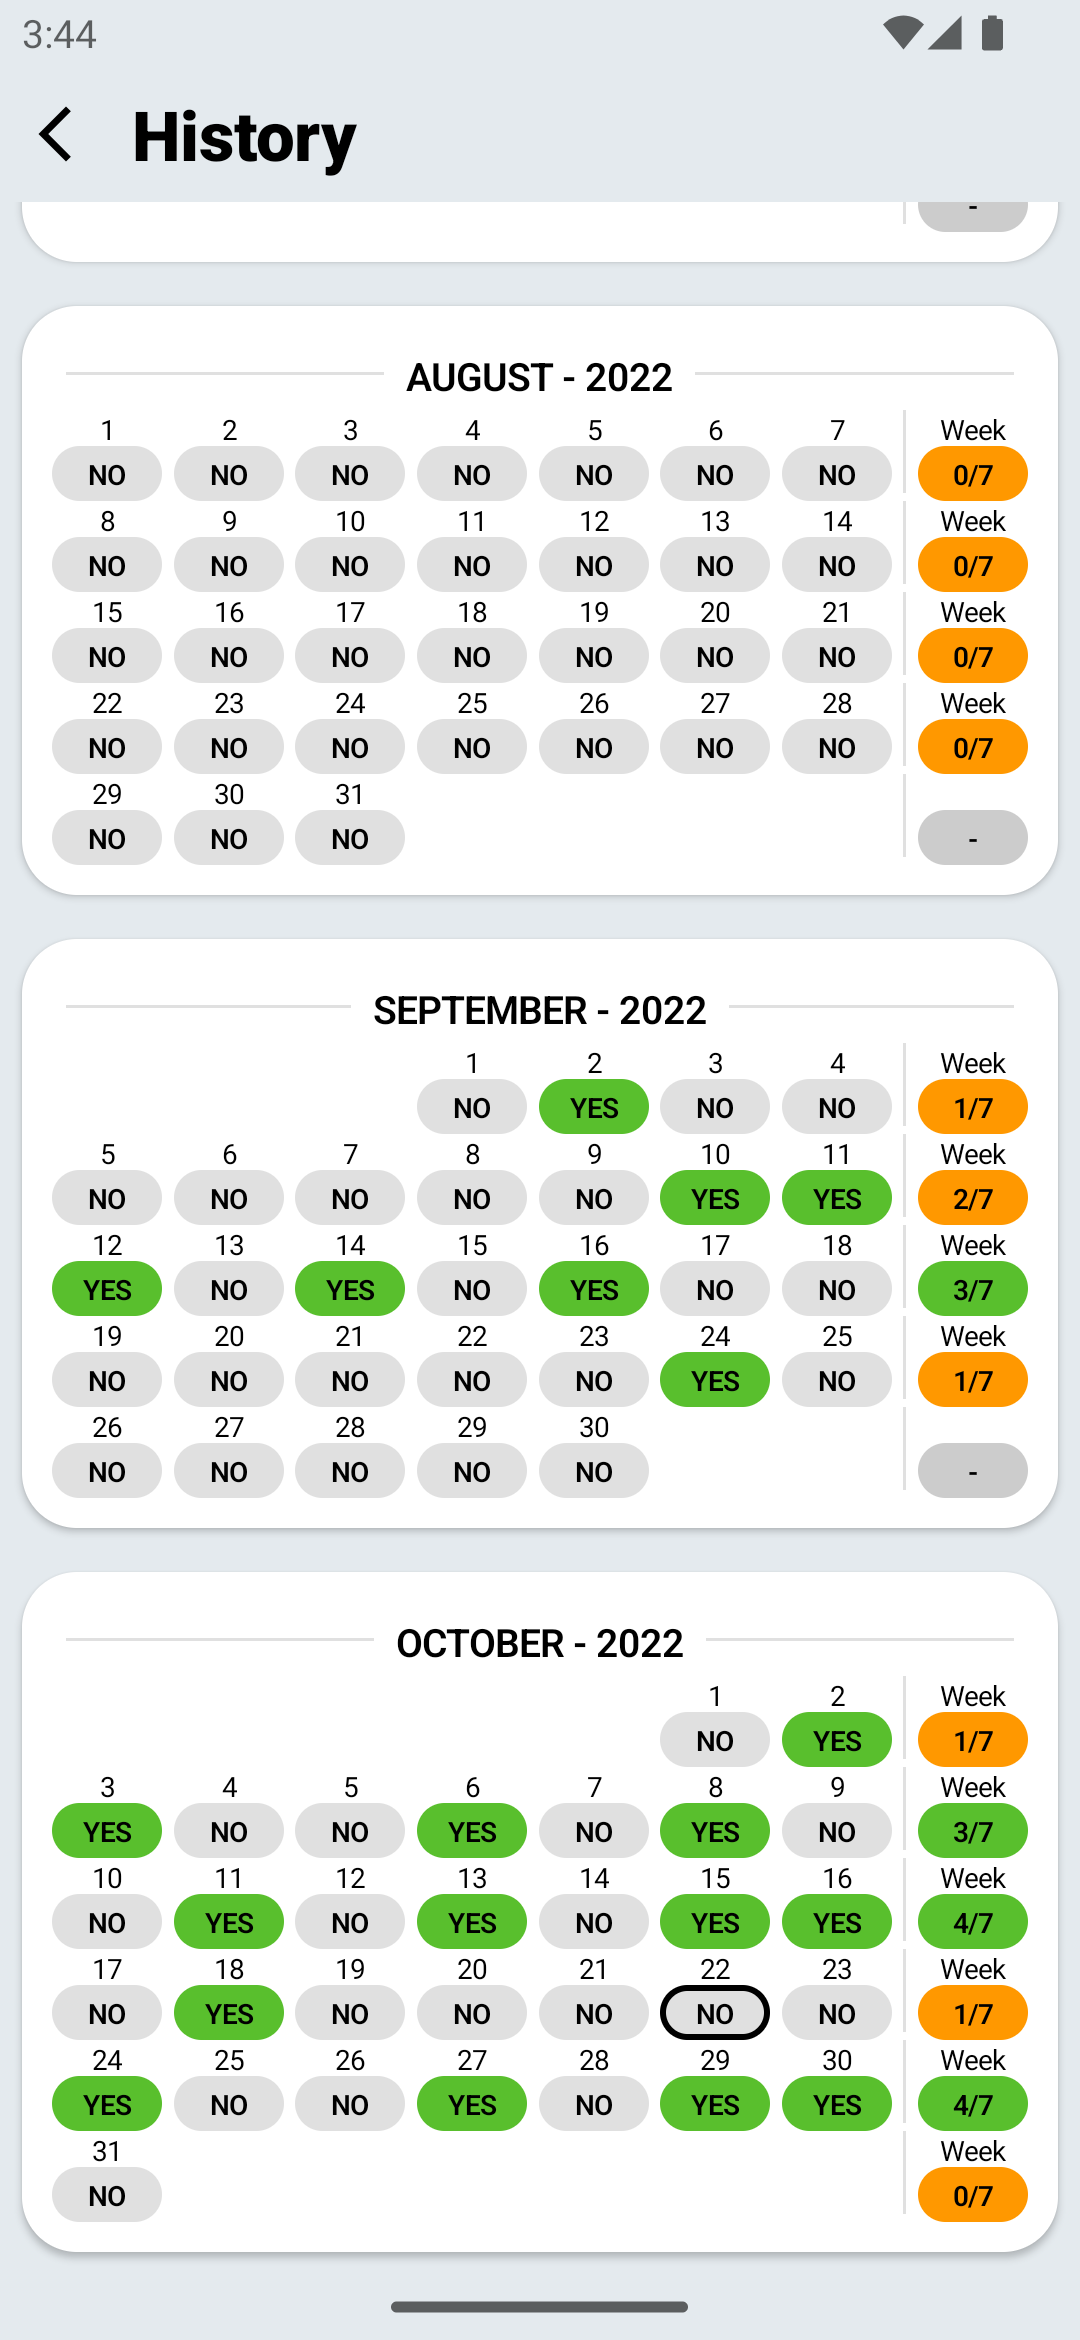 3:44
History
-
AUGUST - 2022
1 2 3 4 5 6 7 Week
NO NO NO NO NO NO NO 0/7
8 9 10 11 12 13 14 Week
NO NO NO NO NO NO NO 0/7
15 16 17 18 19 20 21 Week
NO NO NO NO NO NO NO 0/7
22 23 24 25 26 27 28 Week
NO NO NO NO NO NO NO 0/7
29 30 31
NO NO NO -
SEPTEMBER - 2022
1 2 3 4 Week
NO YES NO NO 1/7
5 6 7 8 9 10 11 Week
NO NO NO NO NO YES YES 2/7
12 13 14 15 16 17 18 Week
YES NO YES NO YES NO NO 3/7
19 20 21 22 23 24 25 Week
NO NO NO NO NO YES NO 1/7
26 27 28 29 30
NO NO NO NO NO -
OCTOBER - 2022
1 2 Week
NO YES 1/7
3 4 5 6 7 8 9 Week
YES NO NO YES NO YES NO 3/7
10 11 12 13 14 15 16 Week
NO YES NO YES NO YES YES 4/7
17 18 19 20 21 22 23 Week
NO YES NO NO NO NO NO 1/7
24 25 26 27 28 29 30 Week
YES NO NO YES NO YES YES 4/7
31 Week
NO 0/7